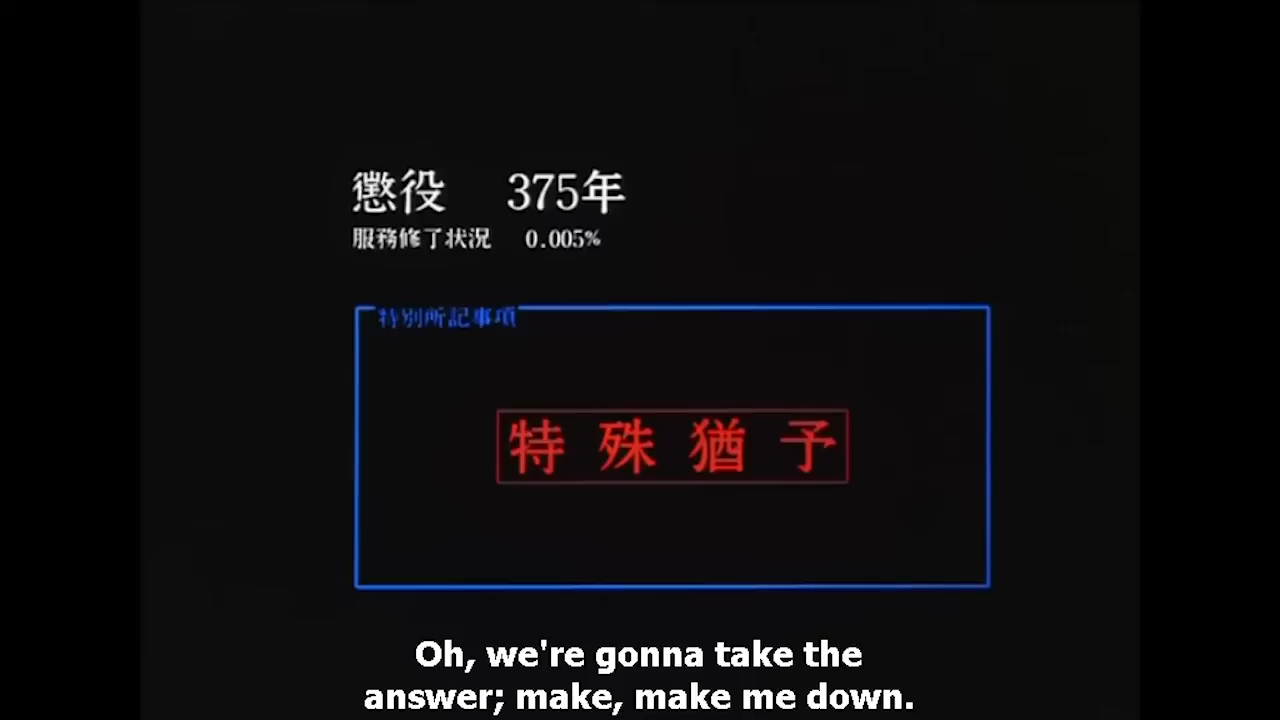 懲役 375年
服務修了状況 0.005%
特別所記事項
特殊猶予
Oh, we're gonna take the
answer; make, make me down.